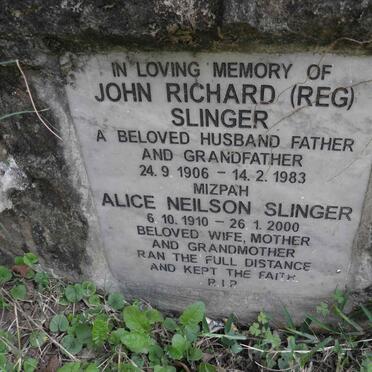 IN LOVING MEMORY OF
JOHN RICHARD (REG)
SLINGER
A BELOVED HUSBAND FATHER
AND GRANDFATHER
24.9.1906 - 14.2.1983
MIZPAH
ALICE NEILSON SLINGER
6.10.1910 - 26.1.2000
BELOVED WIFE, MOTHER
AND GRANDMOTHER
RAN THE FULL DISTANCE
AND KEPT THE FAITH
R.I.P